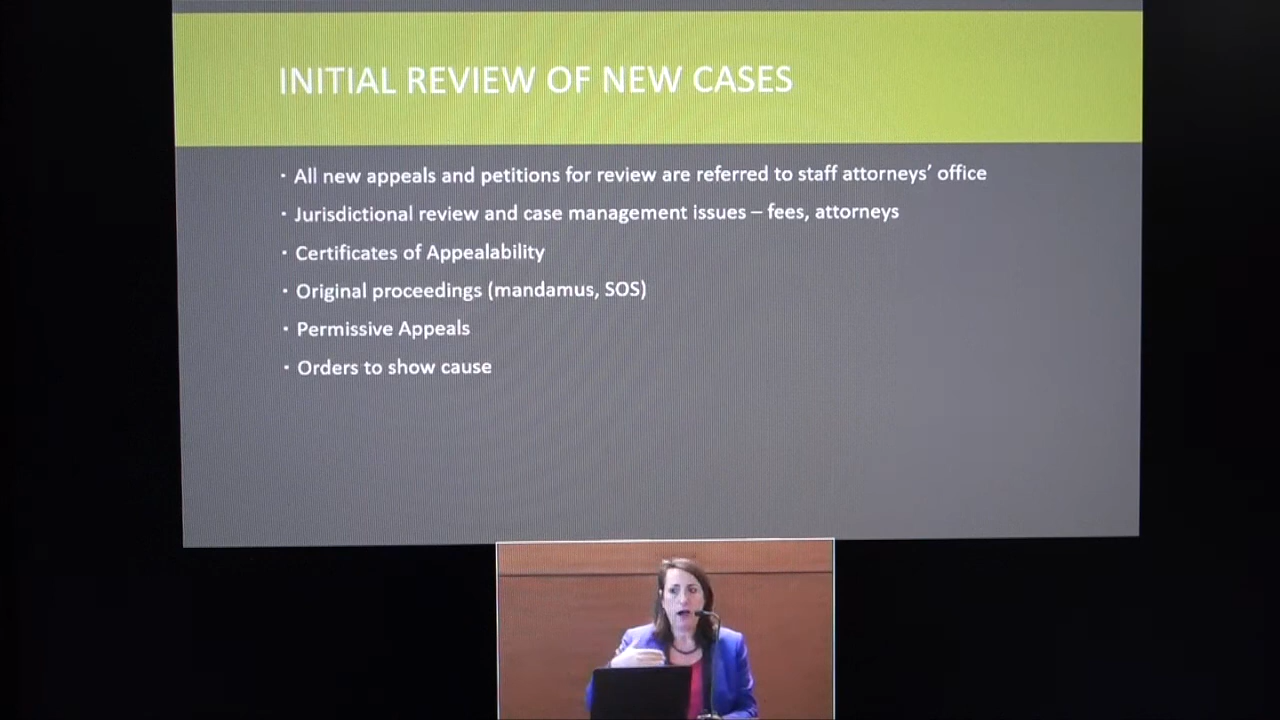 INITIAL REVIEW OF NEW CASES
· All new appeals and petitions for review are referred to staff attorneys’ office
· Jurisdictional review and case management issues – fees, attorneys
· Certificates of Appealability
· Original proceedings (mandamus, SOS)
· Permissive Appeals
· Orders to show cause